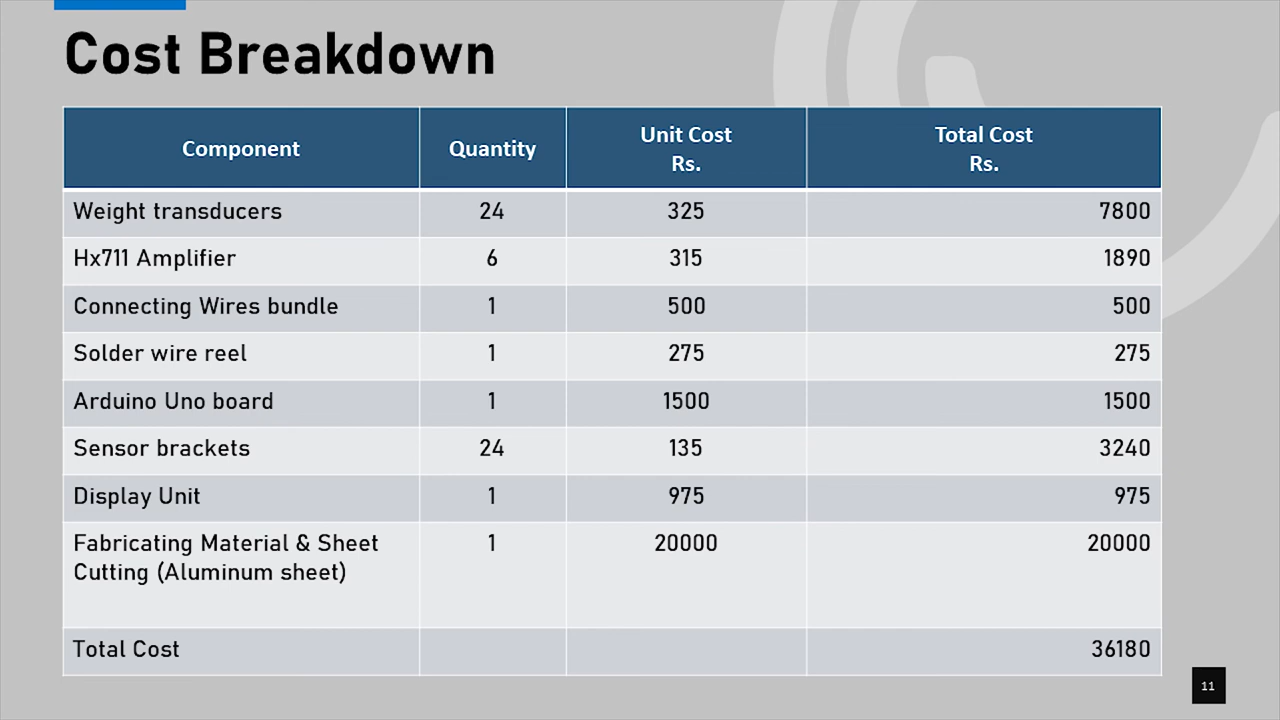 Cost Breakdown
Component Quantity Unit Cost Rs. Total Cost Rs.
Weight transducers 24 325 7800
Hx711 Amplifier 6 315 1890
Connecting Wires bundle 1 500 500
Solder wire reel 1 275 275
Arduino Uno board 1 1500 1500
Sensor brackets 24 135 3240
Display Unit 1 975 975
Fabricating Material & Sheet 1 20000 20000
Cutting (Aluminum sheet)
Total Cost 36180
11